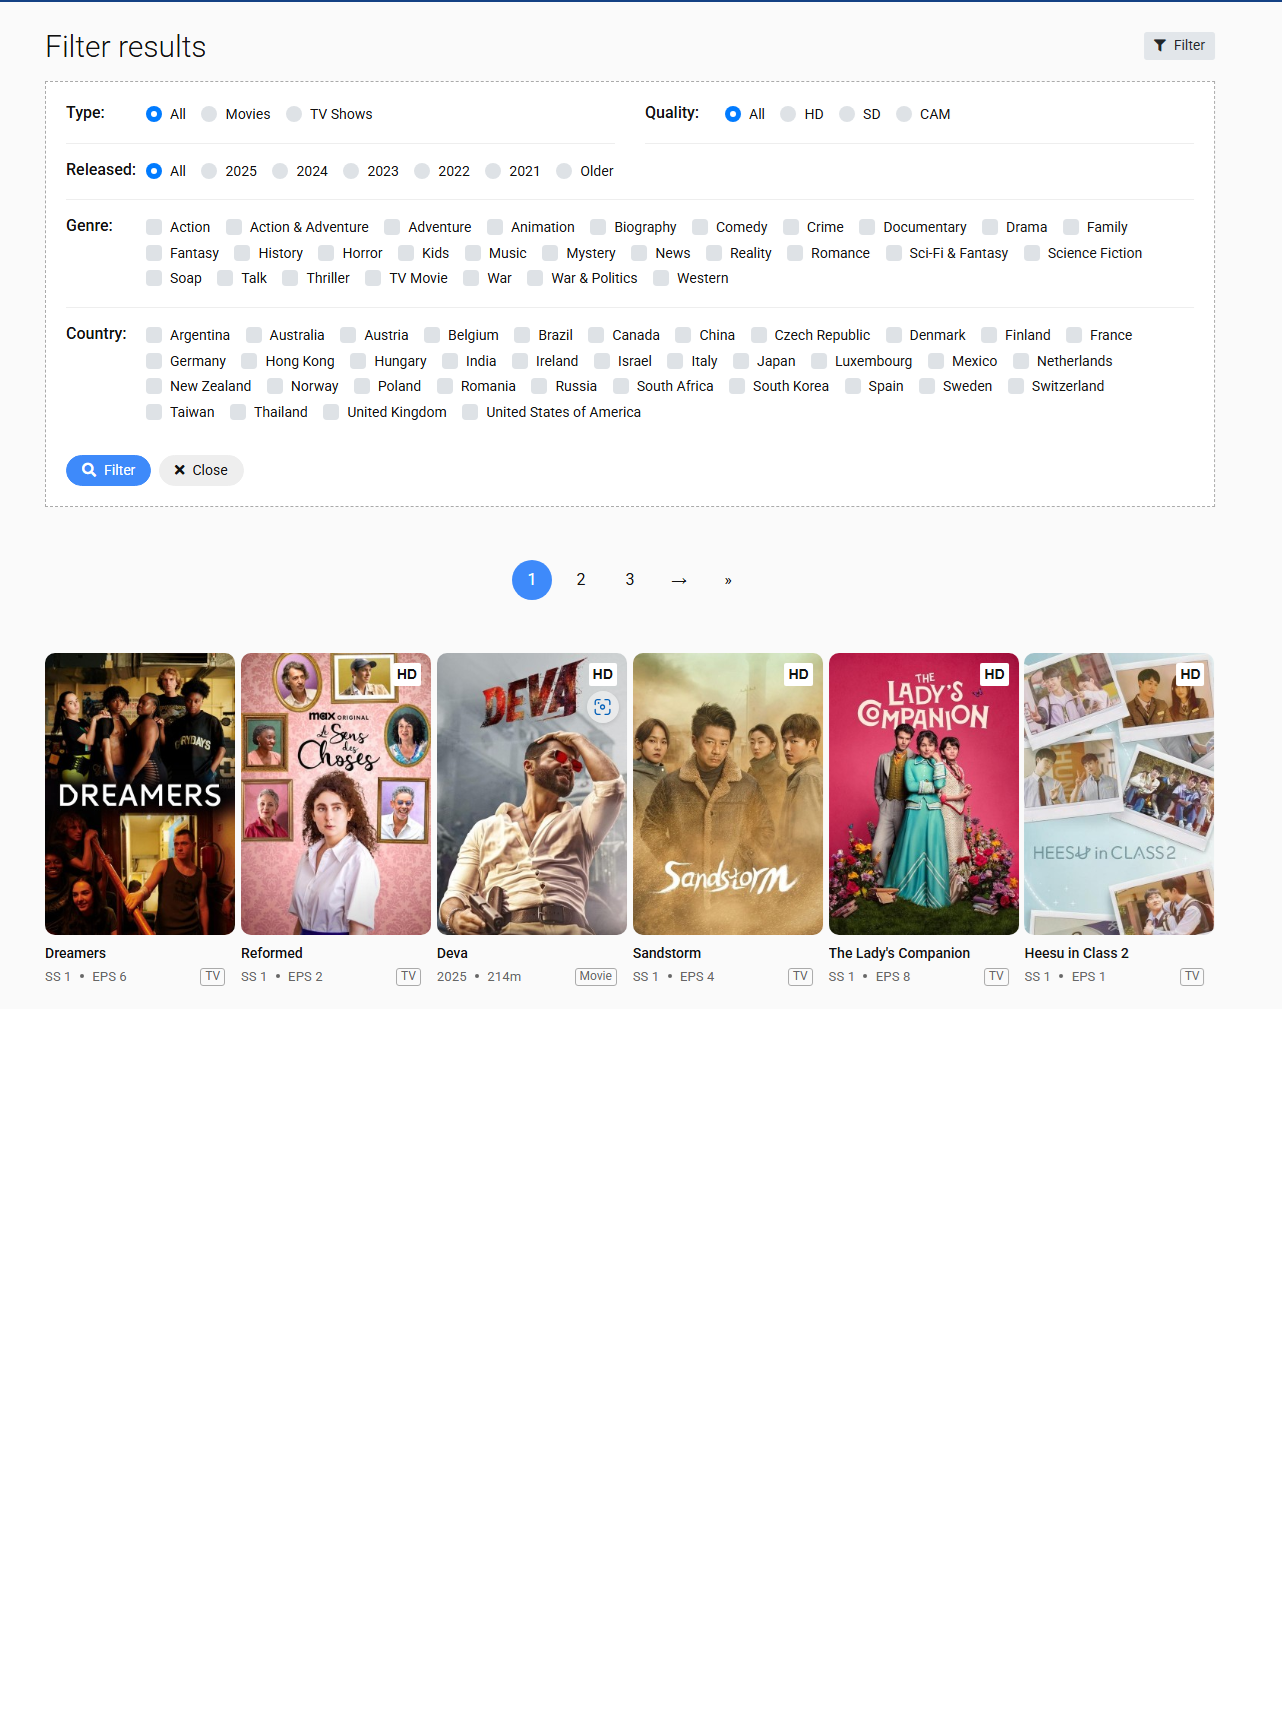 Filter results
Filter
Type: All Movies TV Shows
Quality: All HD SD CAM
Released: All 2025 2024 2023 2022 2021 Older
Genre: Action Action & Adventure Adventure Animation Biography Comedy Crime Documentary Drama Family
Fantasy History Horror Kids Music Mystery News Reality Romance Sci-Fi & Fantasy Science Fiction
Soap Talk Thriller TV Movie War War & Politics Western
Country: Argentina Australia Austria Belgium Brazil Canada China Czech Republic Denmark Finland France
Germany Hong Kong Hungary India Ireland Israel Italy Japan Luxembourg Mexico Netherlands
New Zealand Norway Poland Romania Russia South Africa South Korea Spain Sweden Switzerland
Taiwan Thailand United Kingdom United States of America
Filter Close
1 2 3 → »
DREAMERS
Dreamers
SS 1 • EPS 6 TV
HD
max ORIGINAL
Le Sens
des
Choses
Reformed
SS 1 • EPS 2 TV
HD
DEVA
Deva
2025 • 214m Movie
HD
Sandstorm
Sandstorm
SS 1 • EPS 4 TV
HD
THE
LADY'S
COMPANION
The Lady's Companion
SS 1 • EPS 8 TV
HD
HEESU in CLASS 2
Heesu in Class 2
SS 1 • EPS 1 TV